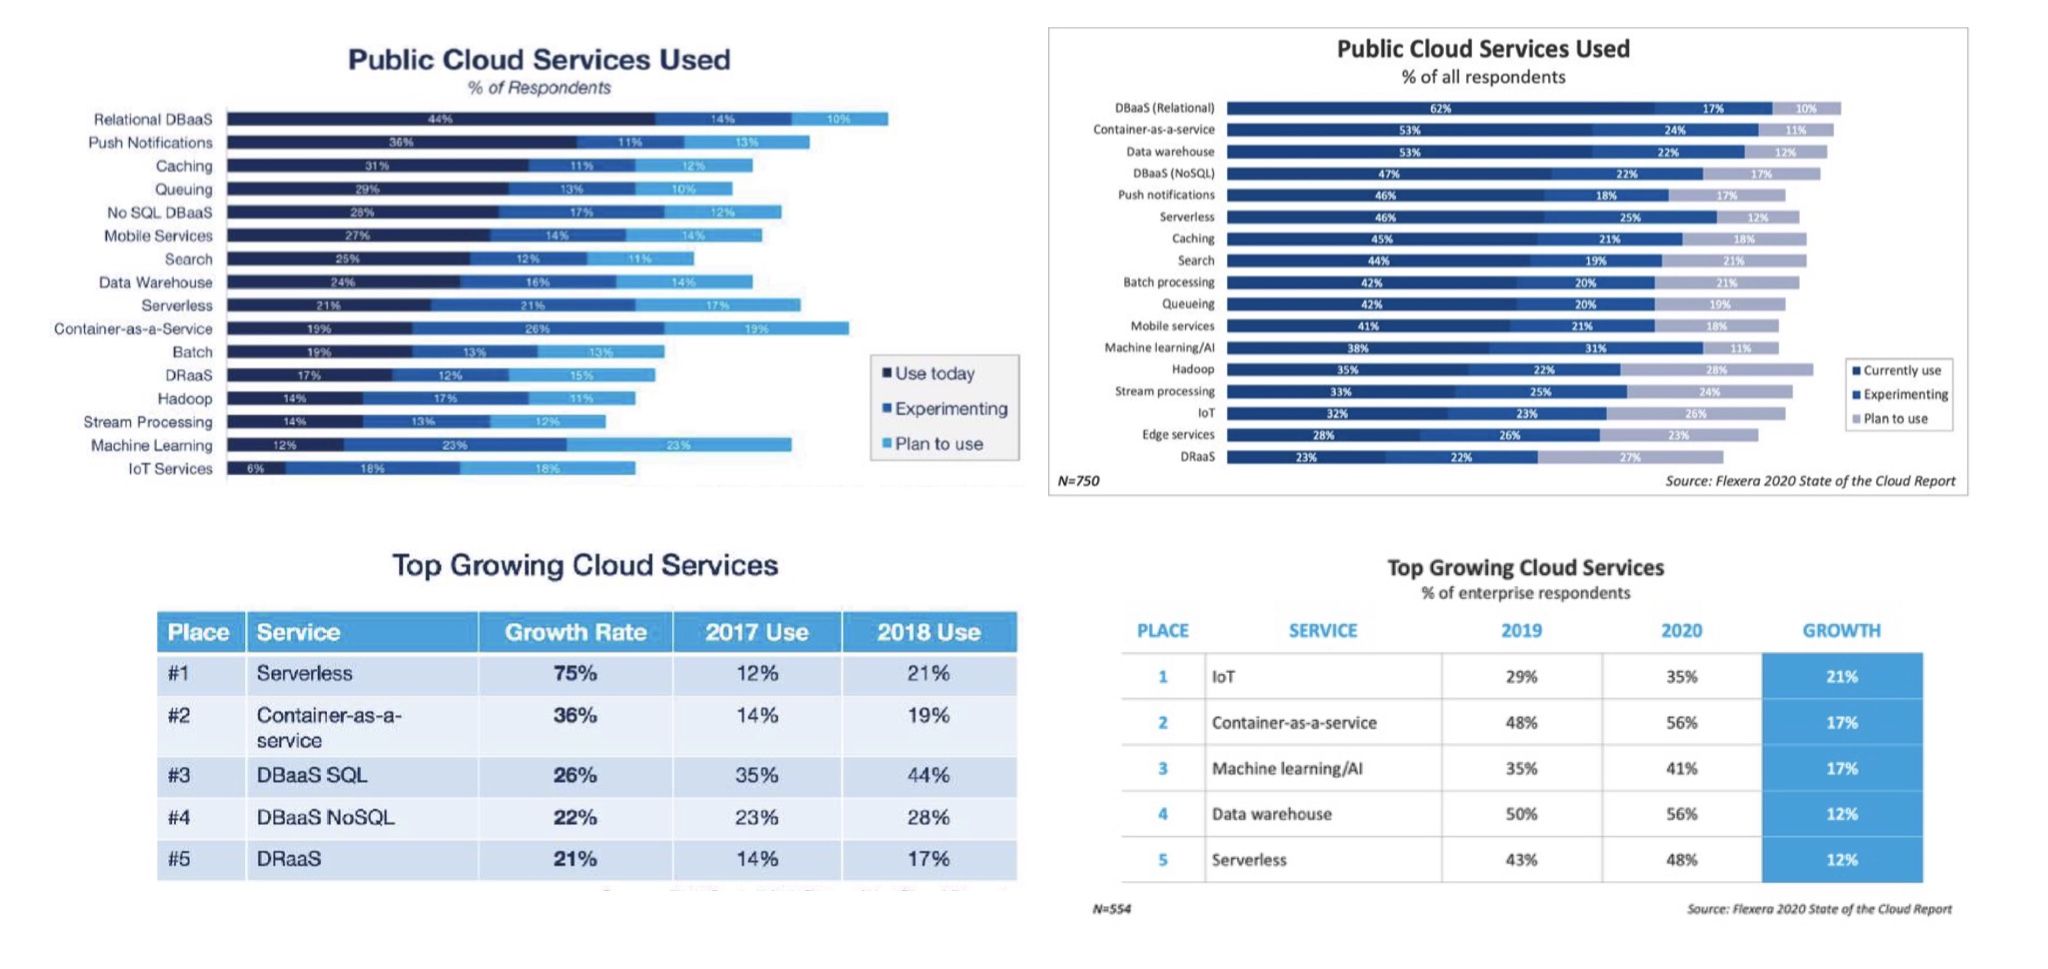 Public Cloud Services Used
% of Respondents
Relational DBaaS 44% 14% 10%
Push Notifications 36% 11% 13%
Caching 31% 11% 12%
Queuing 29% 13% 10%
No SQL DBaaS 28% 17% 12%
Mobile Services 27% 14% 14%
Search 25% 12% 11%
Data Warehouse 24% 16% 14%
Serverless 21% 21% 17%
Container-as-a-Service 19% 26% 19%
Batch 19% 13% 13%
DRaaS 17% 12% 15%
Hadoop 14% 17% 11%
Stream Processing 14% 13% 12%
Machine Learning 12% 23% 23%
IoT Services 6% 18% 18%
Use today
Experimenting
Plan to use
Public Cloud Services Used
% of all respondents
DBaaS (Relational) 62% 17% 10%
Container-as-a-service 53% 24% 11%
Data warehouse 53% 22% 12%
DBaaS (NoSQL) 47% 22% 17%
Push notifications 46% 18% 17%
Serverless 46% 25% 12%
Caching 45% 21% 18%
Search 44% 19% 21%
Batch processing 42% 20% 21%
Queueing 42% 20% 19%
Mobile services 41% 21% 18%
Machine learning/AI 38% 31% 11%
Hadoop 35% 22% 28%
Stream processing 33% 25% 24%
IoT 32% 23% 26%
Edge services 28% 26% 23%
DRaaS 23% 22% 27%
Currently use
Experimenting
Plan to use
N=750 Source: Flexera 2020 State of the Cloud Report
Top Growing Cloud Services
Place Service Growth Rate 2017 Use 2018 Use
#1 Serverless 75% 12% 21%
#2 Container-as-a- 36% 14% 19%
service
#3 DBaaS SQL 26% 35% 44%
#4 DBaaS NoSQL 22% 23% 28%
#5 DRaaS 21% 14% 17%
Top Growing Cloud Services
% of enterprise respondents
PLACE SERVICE 2019 2020 GROWTH
1 IoT 29% 35% 21%
2 Container-as-a-service 48% 56% 17%
3 Machine learning/AI 35% 41% 17%
4 Data warehouse 50% 56% 12%
5 Serverless 43% 48% 12%
N=554 Source: Flexera 2020 State of the Cloud Report